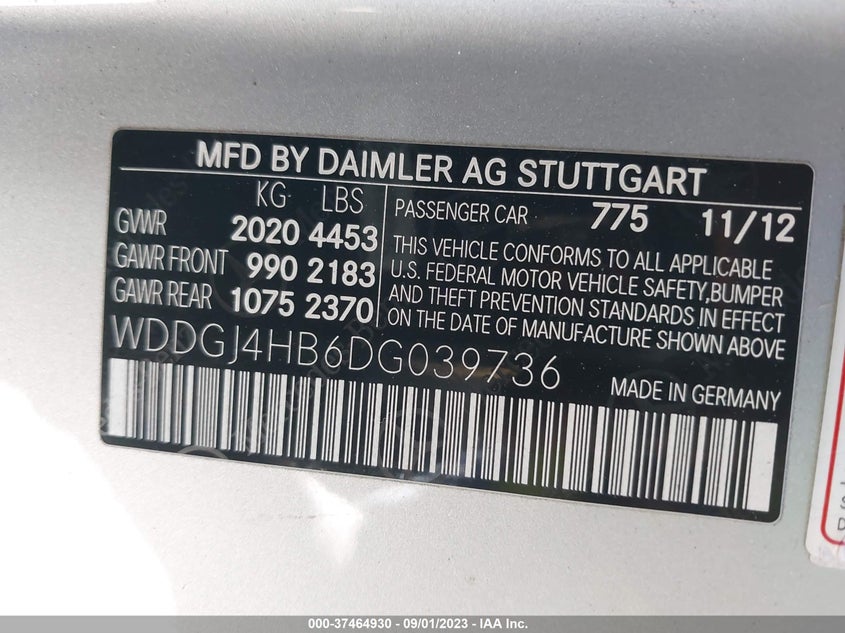 MFD BY DAIMLER AG STUTTGART
KG LBS
GVWR 2020 4453
GAWR FRONT 990 2183
GAWR REAR 1075 2370
PASSENGER CAR 775 11/12
THIS VEHICLE CONFORMS TO ALL APPLICABLE
U.S. FEDERAL MOTOR VEHICLE SAFETY,BUMPER
AND THEFT PREVENTION STANDARDS IN EFFECT
ON THE DATE OF MANUFACTURE SHOWN ABOVE
WDDGJ4HB6DG039736
MADE IN GERMANY
000-37464930 - 09/01/2023 - IAA Inc.